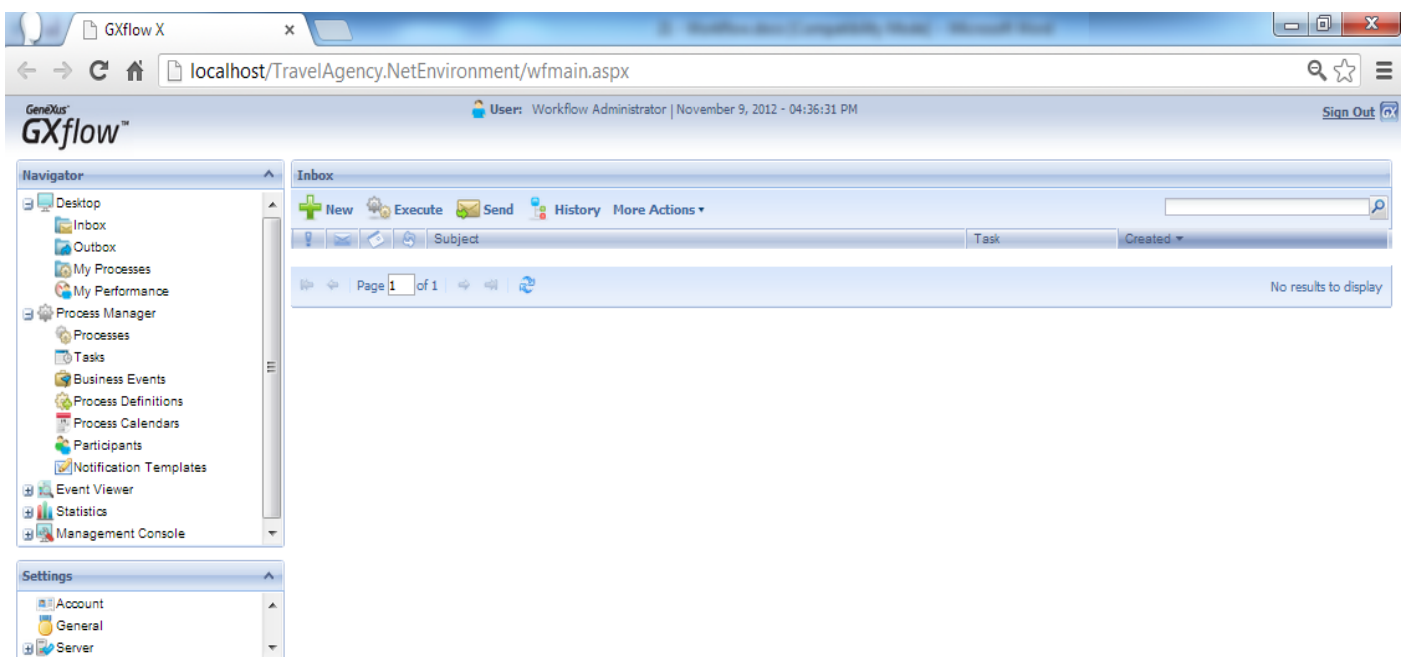 GXflow X
localhost/TravelAgency.NetEnvironment/wfmain.aspx
GeneXus
GXflow™
User: Workflow Administrator | November 9, 2012 - 04:36:31 PM
Sign Out
Navigator
Desktop
Inbox
Outbox
My Processes
My Performance
Process Manager
Processes
Tasks
Business Events
Process Definitions
Process Calendars
Participants
Notification Templates
Event Viewer
Statistics
Management Console
Settings
Account
General
Server
Inbox
New Execute Send History More Actions
Subject Task Created
Page 1 of 1
No results to display